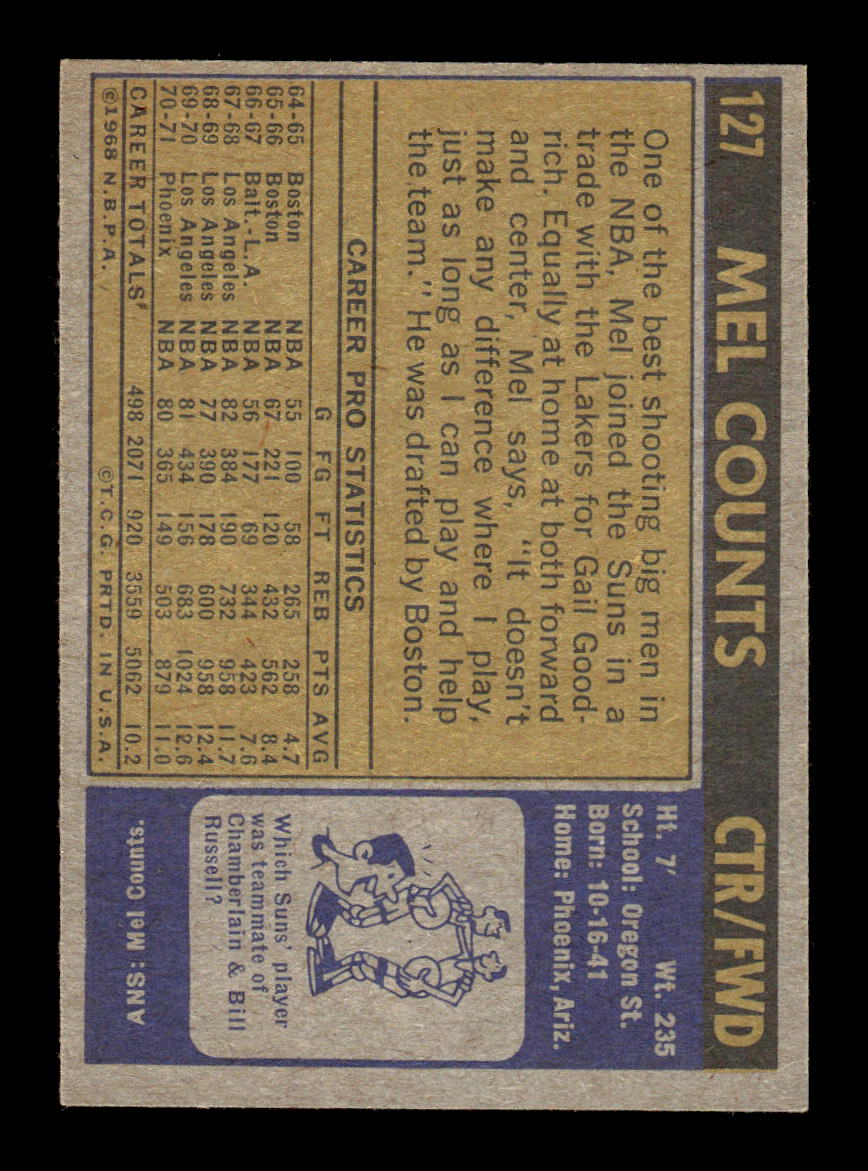 127 MEL COUNTS CTR/FWD
One of the best shooting big men in
the NBA, Mel joined the Suns in a
trade with the Lakers for Gail Good-
rich. Equally at home at both forward
and center, Mel says, "It doesn't
make any difference where I play,
just as long as I can play and help
the team." He was drafted by Boston.
CAREER PRO STATISTICS
G FG FT REB PTS AVG
64-65 Boston NBA 55 100 58 265 258 4.7
65-66 Boston NBA 67 221 120 432 562 8.4
66-67 Balt.-L.A. NBA 56 177 69 344 423 7.6
67-68 Los Angeles NBA 82 384 190 732 958 11.7
68-69 Los Angeles NBA 77 390 178 600 958 12.4
69-70 Los Angeles NBA 81 434 156 683 1024 12.6
70-71 Phoenix NBA 80 365 149 503 879 11.0
CAREER TOTALS 498 2071 920 3559 5062 10.2
©1968 N.B.P.A. ©T.C.G. PRTD. IN U.S.A.
Ht. 7' Wt. 235
School: Oregon St.
Born: 10-16-41
Home: Phoenix, Ariz.
Which Suns' player
was teammate of
Chamberlain & Bill
Russell?
ANS: Mel Counts.